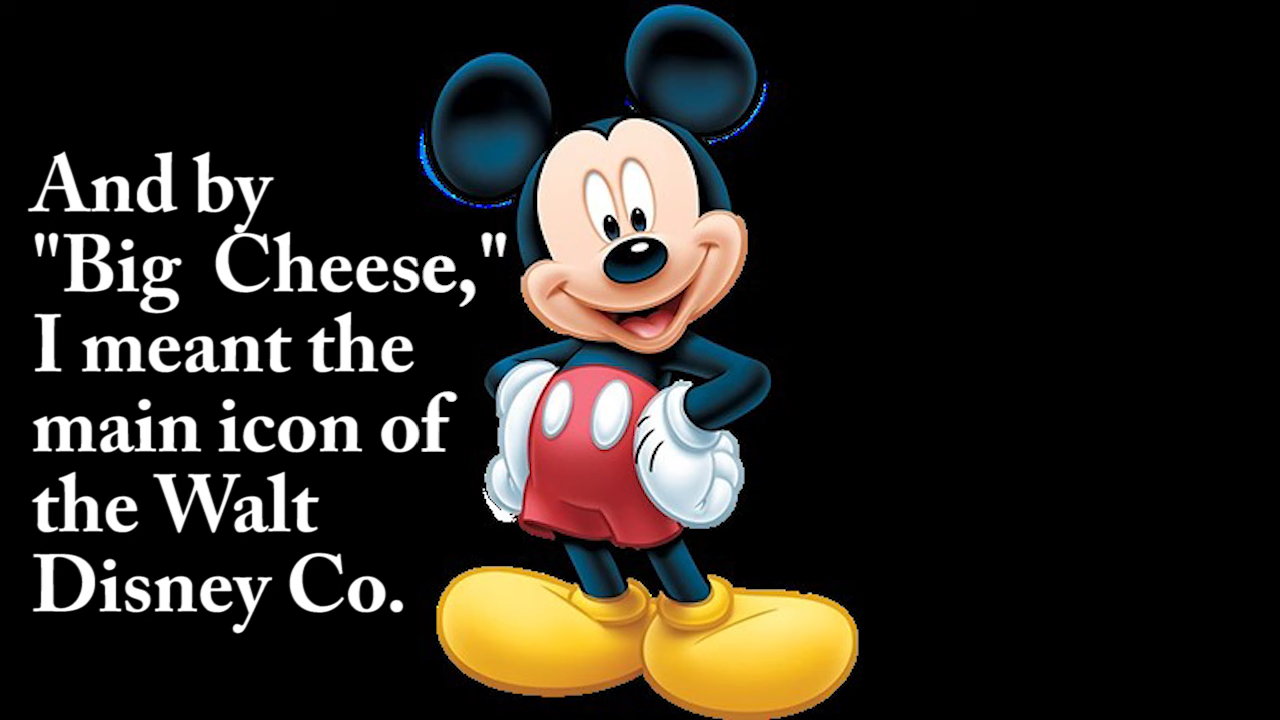 And by
"Big Cheese,"
I meant the
main icon of
the Walt
Disney Co.